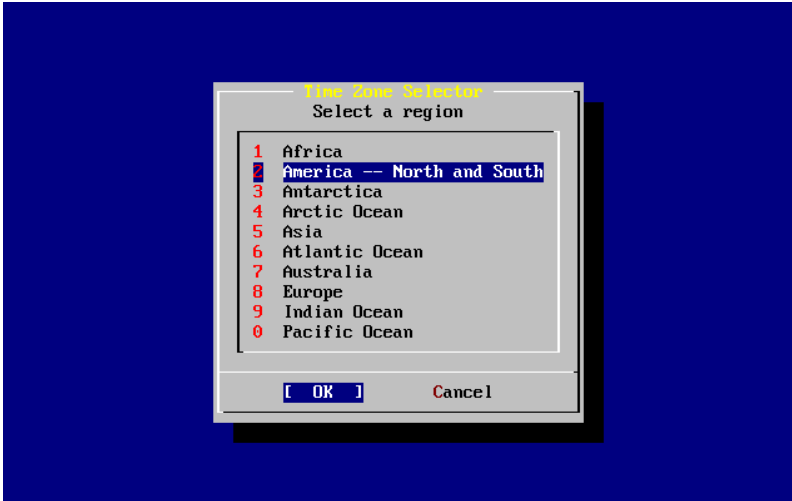 Time Zone Selector
Select a region
1 Africa
2 America -- North and South
3 Antarctica
4 Arctic Ocean
5 Asia
6 Atlantic Ocean
7 Australia
8 Europe
9 Indian Ocean
0 Pacific Ocean
[ OK ] Cancel